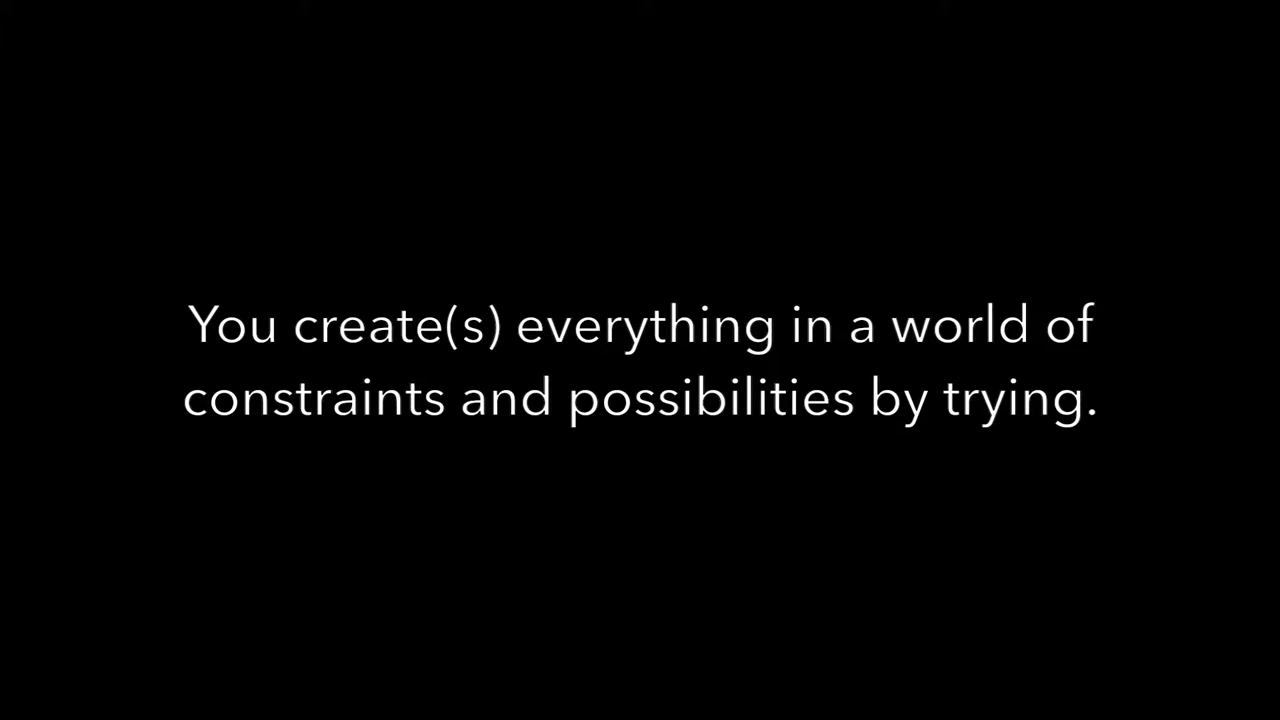 You create(s) everything in a world of
constraints and possibilities by trying.